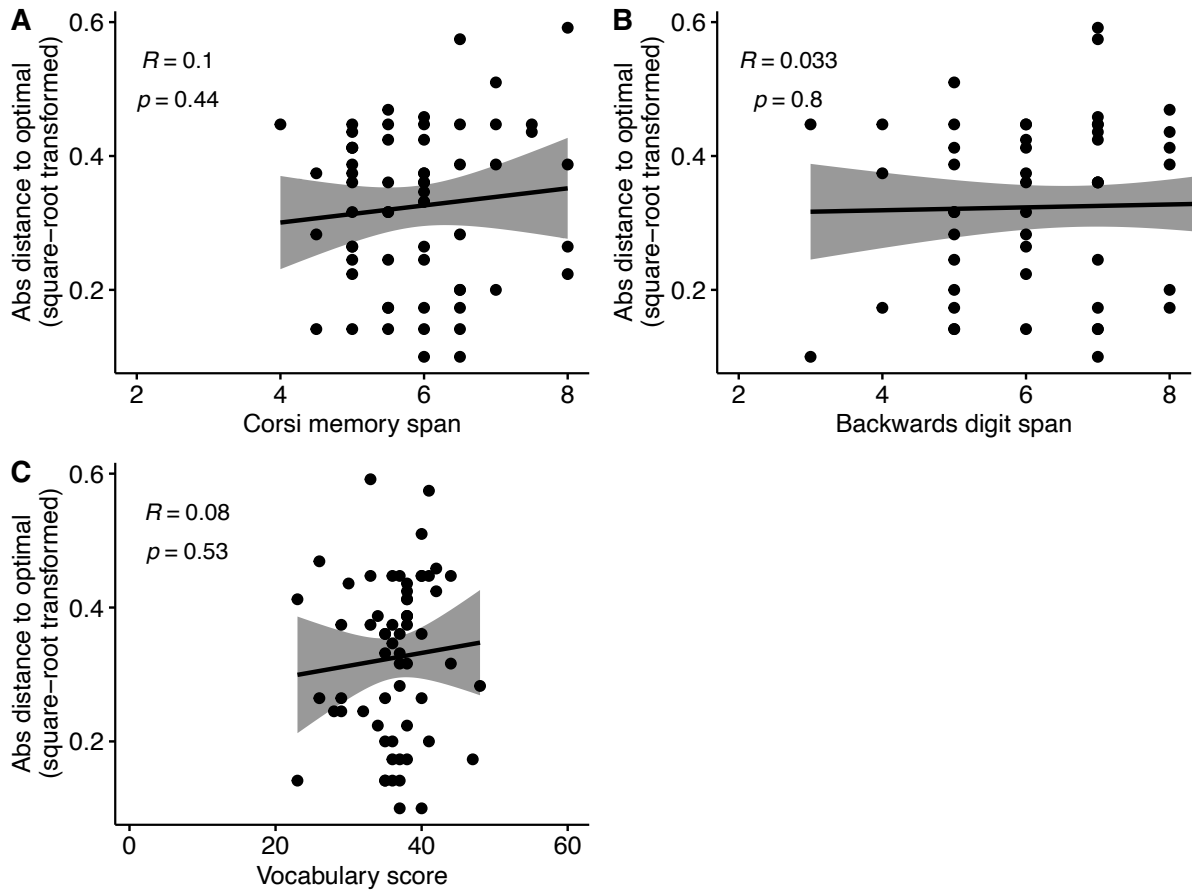 A
Abs distance to optimal
(square−root transformed)
0.6
0.4
0.2
R = 0.1
p = 0.44
2 4 6 8
Corsi memory span
B
Abs distance to optimal
(square−root transformed)
0.6
0.4
0.2
R = 0.033
p = 0.8
2 4 6 8
Backwards digit span
C
Abs distance to optimal
(square−root transformed)
0.6
0.4
0.2
R = 0.08
p = 0.53
0 20 40 60
Vocabulary score